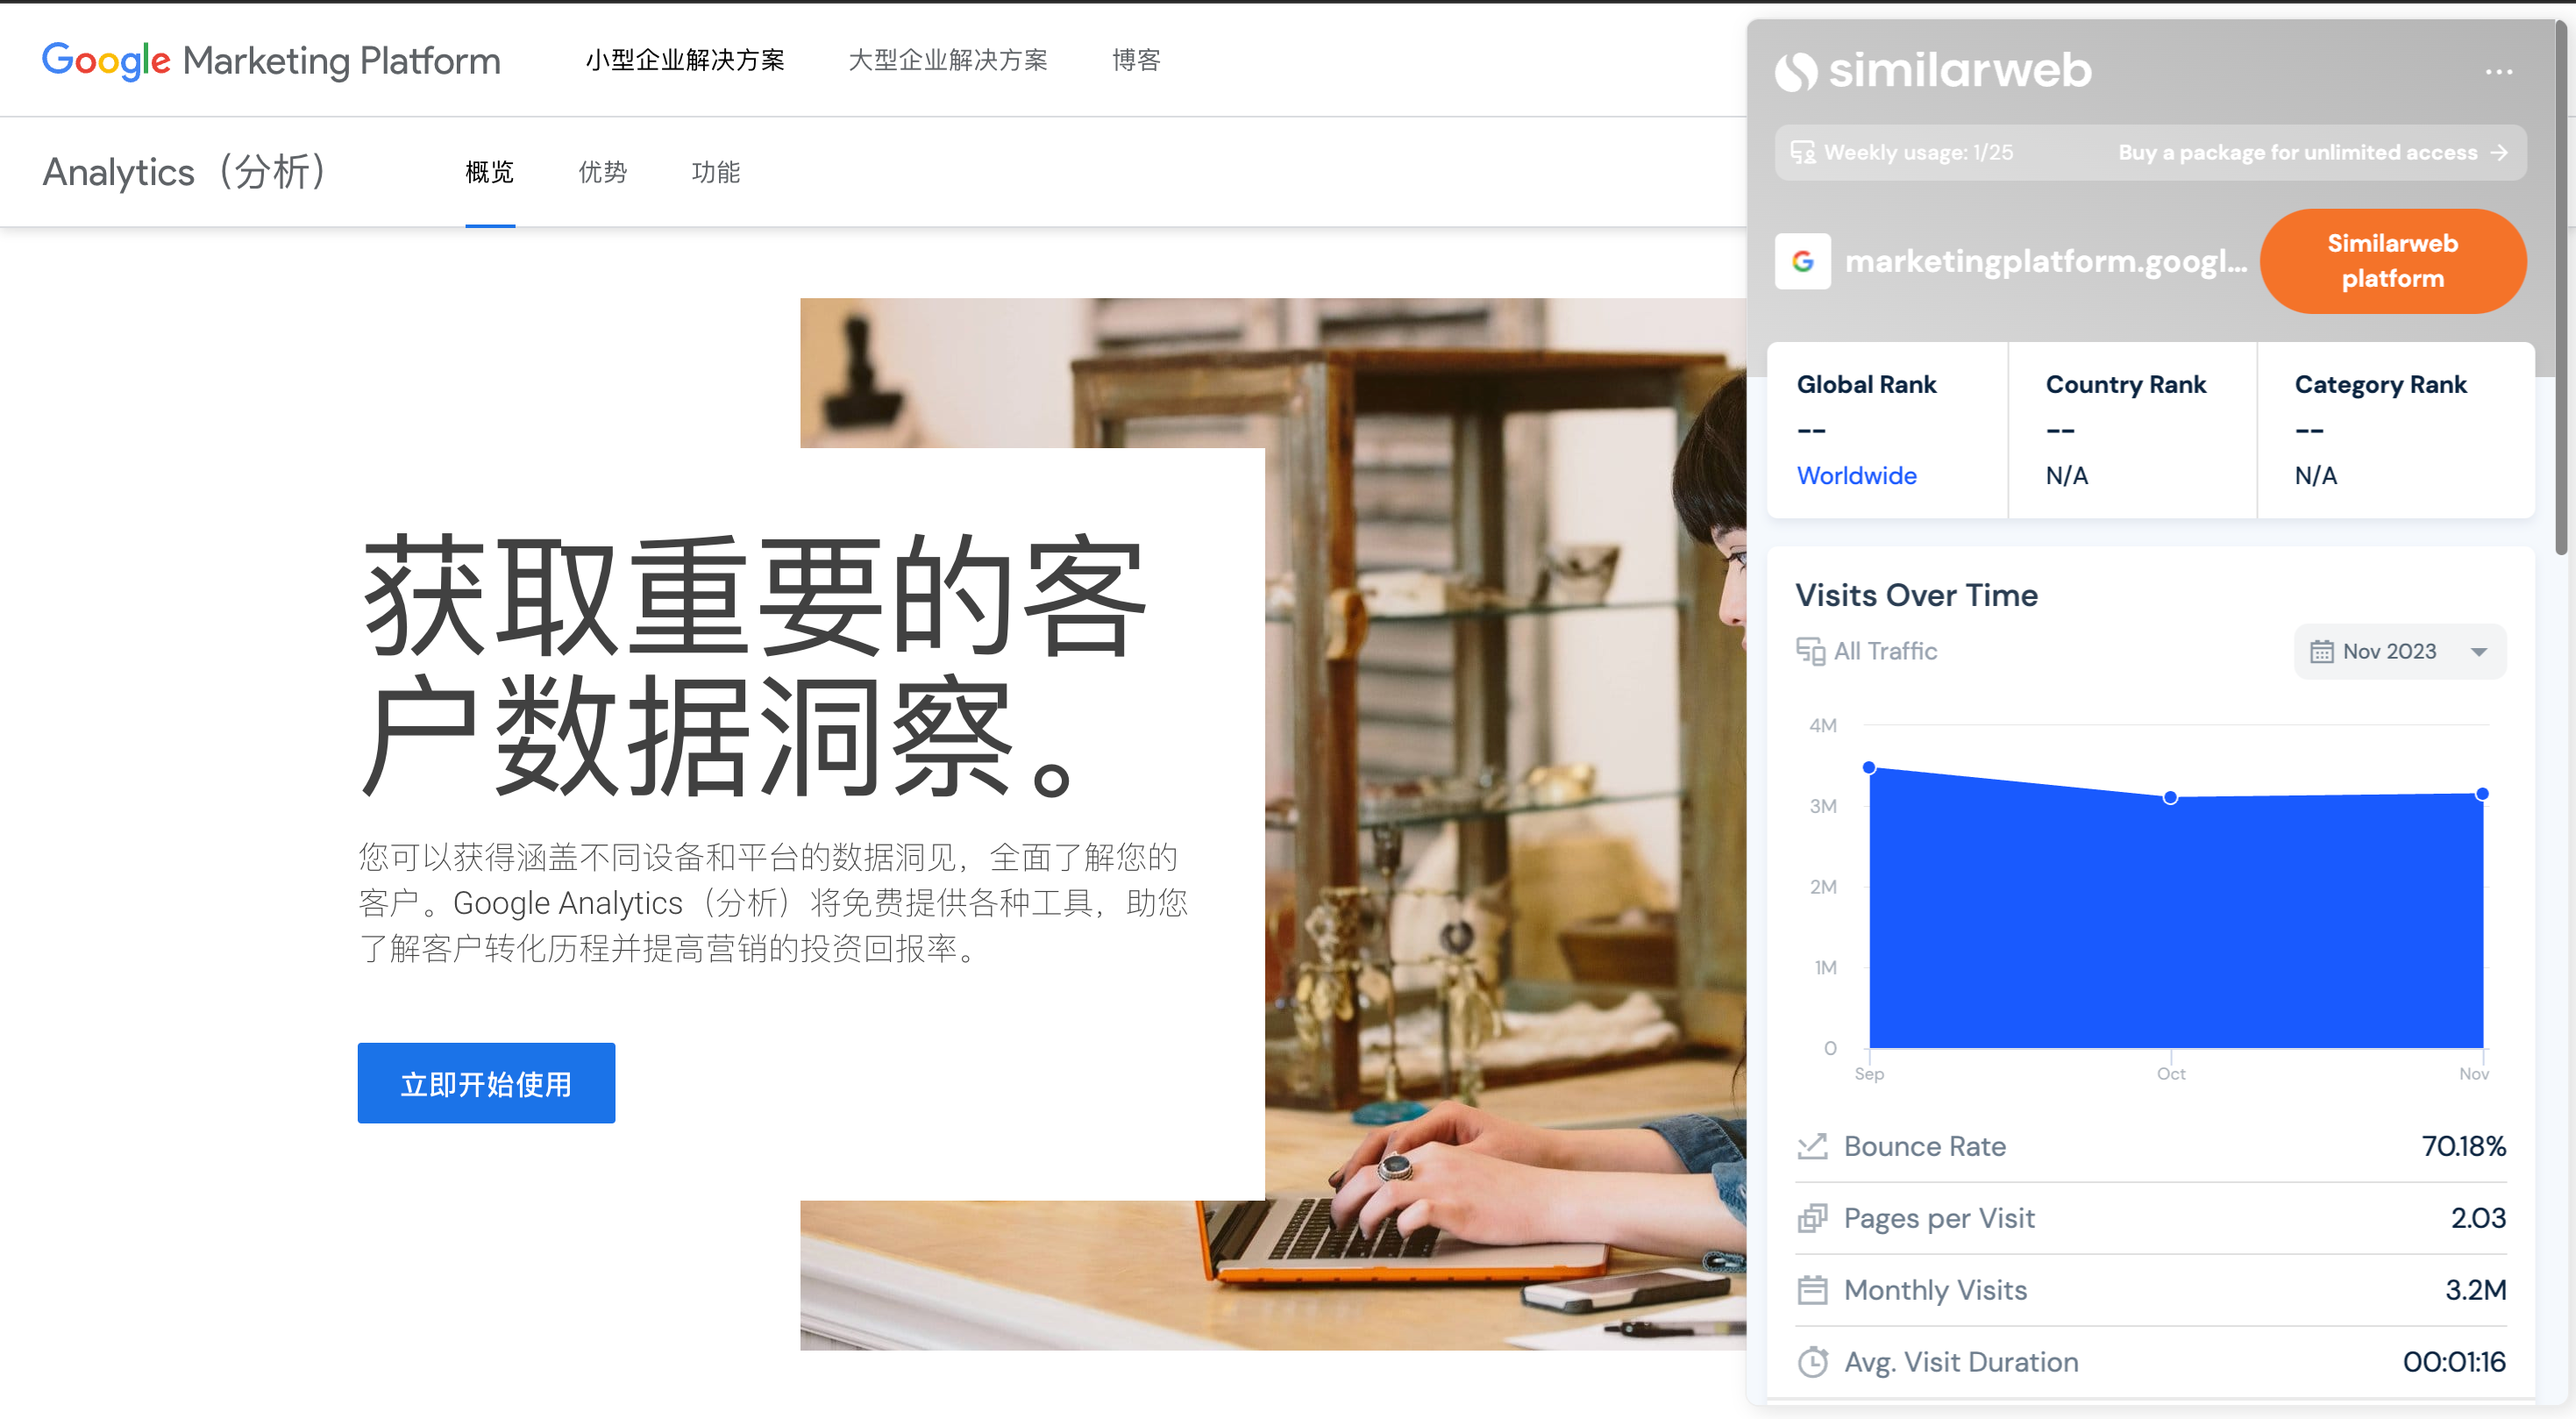 Google Marketing Platform 小型企业解决方案 大型企业解决方案 博客
Analytics（分析） 概览 优势 功能
获取重要的客
户数据洞察。
您可以获得涵盖不同设备和平台的数据洞见，全面了解您的
客户。Google Analytics（分析）将免费提供各种工具，助您
了解客户转化历程并提高营销的投资回报率。
立即开始使用
similarweb
Weekly usage: 1/25 Buy a package for unlimited access
marketingplatform.googl...
Similarweb
platform
Global Rank Country Rank Category Rank
-- -- --
Worldwide N/A N/A
Visits Over Time
All Traffic Nov 2023
4M
3M
2M
1M
0
Sep Oct Nov
Bounce Rate 70.18%
Pages per Visit 2.03
Monthly Visits 3.2M
Avg. Visit Duration 00:01:16